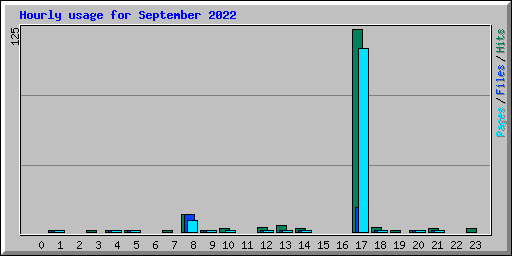 Hourly usage for September 2022
125
Pages/Files/Hits
0 1 2 3 4 5 6 7 8 9 10 11 12 13 14 15 16 17 18 19 20 21 22 23